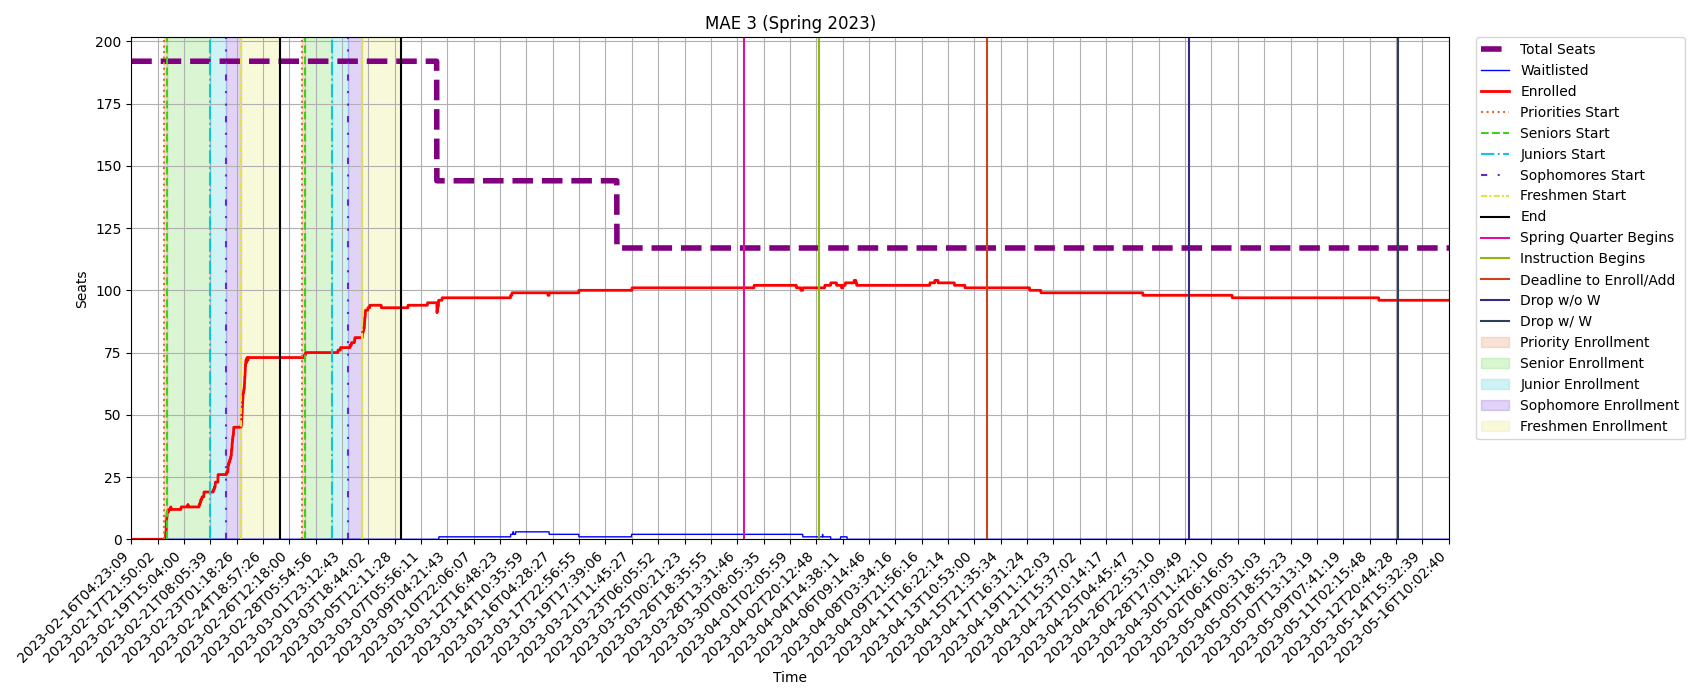 MAE 3 (Spring 2023)
200
175
150
125
100
75
50
25
0
Seats
2023-02-16T04:23:09
2023-02-17T21:50:02
2023-02-19T15:04:00
2023-02-21T08:05:39
2023-02-23T01:18:26
2023-02-24T18:57:26
2023-02-26T12:18:00
2023-02-28T05:54:56
2023-03-01T23:12:43
2023-03-03T18:44:02
2023-03-05T12:11:28
2023-03-07T05:56:11
2023-03-09T04:21:43
2023-03-10T22:06:07
2023-03-12T16:48:23
2023-03-14T10:35:59
2023-03-16T04:28:27
2023-03-17T22:56:55
2023-03-19T17:39:06
2023-03-21T11:45:27
2023-03-23T06:05:52
2023-03-25T00:21:23
2023-03-26T18:35:55
2023-03-28T13:31:46
2023-03-30T08:05:35
2023-04-01T02:05:59
2023-04-02T20:12:48
2023-04-04T14:38:11
2023-04-06T09:14:46
2023-04-08T03:34:16
2023-04-09T21:56:16
2023-04-11T16:22:14
2023-04-13T10:53:00
2023-04-15T21:35:34
2023-04-17T16:31:24
2023-04-19T11:12:03
2023-04-21T15:37:02
2023-04-23T10:14:17
2023-04-25T04:45:47
2023-04-26T22:53:10
2023-04-28T17:09:49
2023-04-30T11:42:10
2023-05-02T06:16:05
2023-05-04T00:31:03
2023-05-05T18:55:23
2023-05-07T13:13:19
2023-05-09T07:41:19
2023-05-11T02:15:48
2023-05-12T20:44:28
2023-05-14T15:32:39
2023-05-16T10:02:40
Time
Total Seats
Waitlisted
Enrolled
Priorities Start
Seniors Start
Juniors Start
Sophomores Start
Freshmen Start
End
Spring Quarter Begins
Instruction Begins
Deadline to Enroll/Add
Drop w/o W
Drop w/ W
Priority Enrollment
Senior Enrollment
Junior Enrollment
Sophomore Enrollment
Freshmen Enrollment